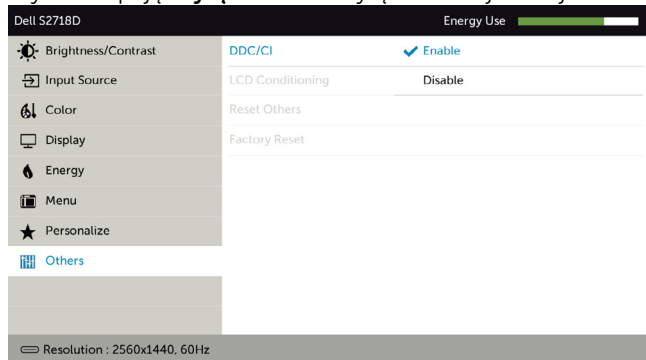 Dell S2718D
Energy Use
Brightness/Contrast
DDC/CI
Enable
Input Source
LCD Conditioning
Disable
Color
Reset Others
Display
Factory Reset
Energy
Menu
Personalize
Others
Resolution : 2560x1440, 60Hz